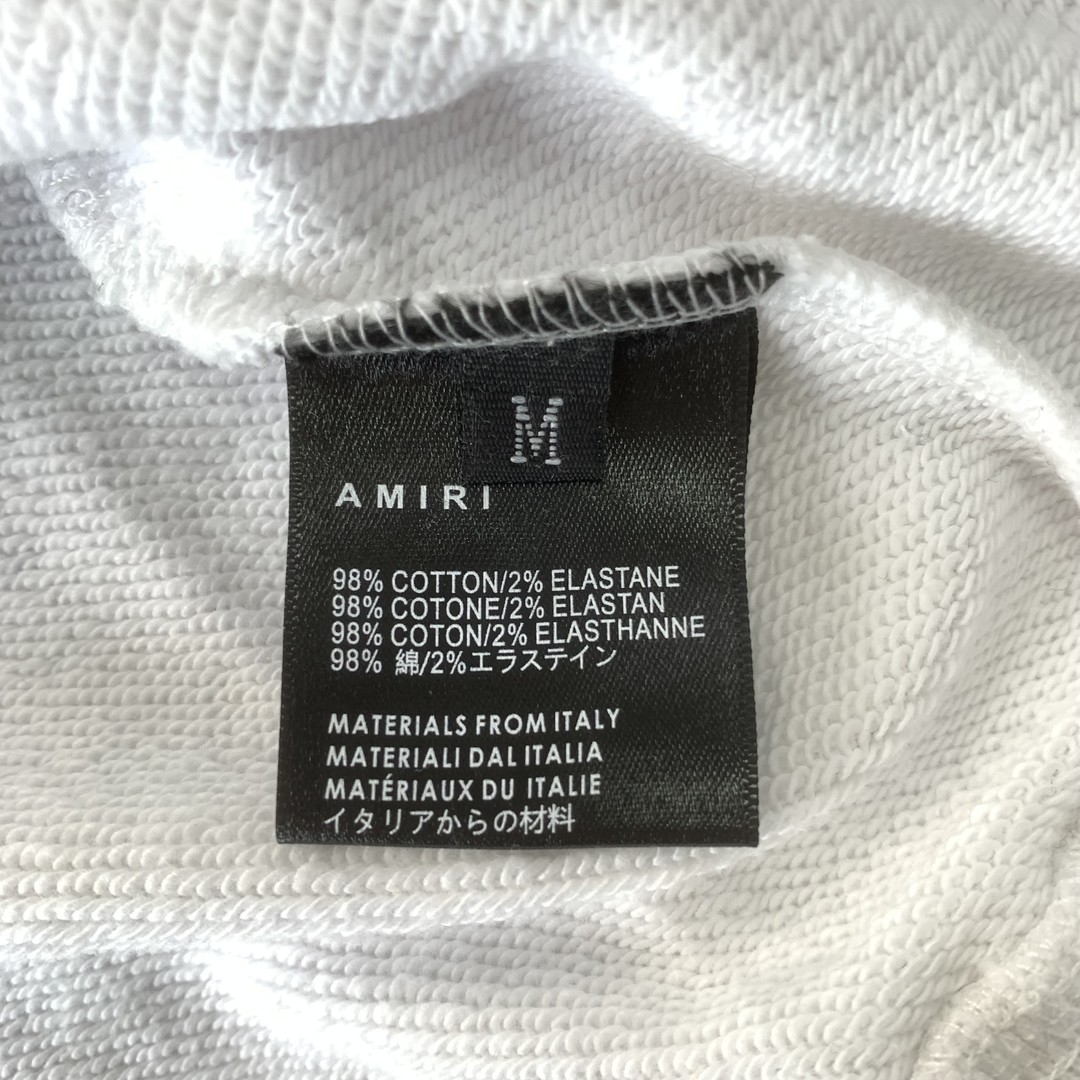 M
AMIRI
98% COTTON/2% ELASTANE
98% COTONE/2% ELASTAN
98% COTON/2% ELASTHANNE
98% 綿/2%エラステイン
MATERIALS FROM ITALY
MATERIALI DAL ITALIA
MATÉRIAUX DU ITALIE
イタリアからの材料